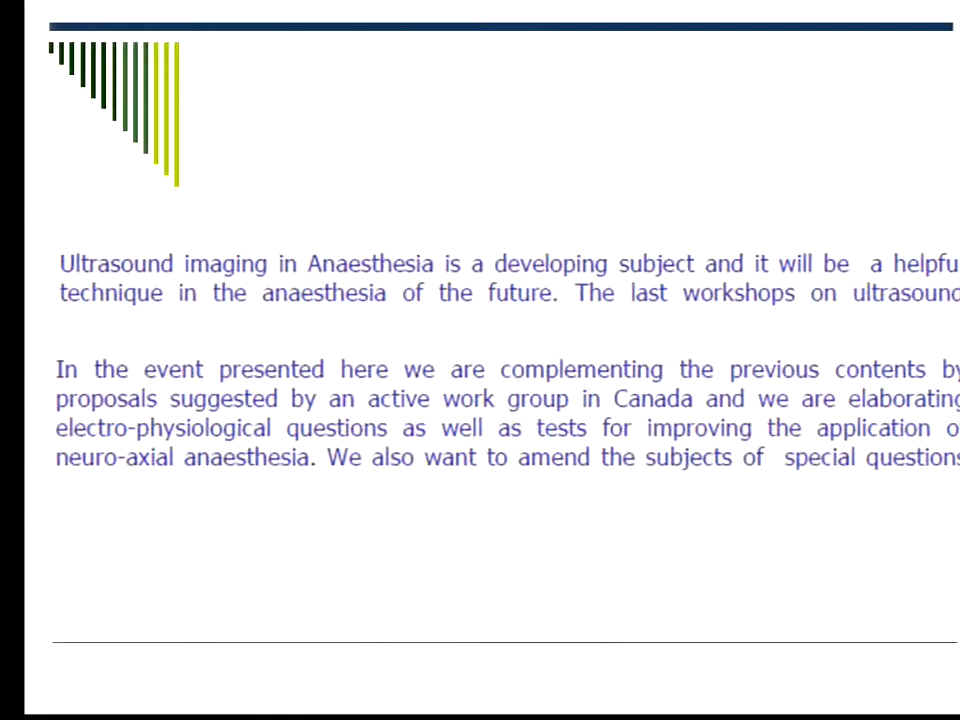 Ultrasound imaging in Anaesthesia is a developing subject and it will be a helpfu
technique in the anaesthesia of the future. The last workshops on ultrasound
In the event presented here we are complementing the previous contents by
proposals suggested by an active work group in Canada and we are elaborating
electro-physiological questions as well as tests for improving the application o
neuro-axial anaesthesia. We also want to amend the subjects of special questions